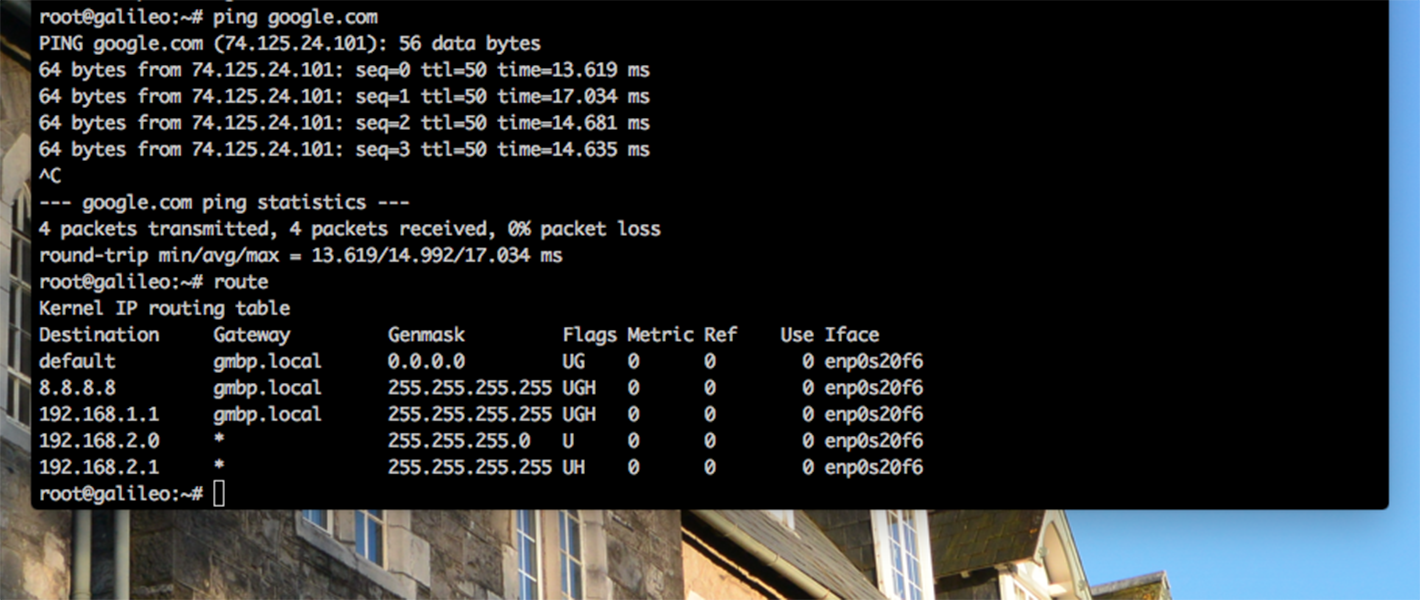 root@galileo:~# ping google.com
PING google.com (74.125.24.101): 56 data bytes
64 bytes from 74.125.24.101: seq=0 ttl=50 time=13.619 ms
64 bytes from 74.125.24.101: seq=1 ttl=50 time=17.034 ms
64 bytes from 74.125.24.101: seq=2 ttl=50 time=14.681 ms
64 bytes from 74.125.24.101: seq=3 ttl=50 time=14.635 ms
^C
--- google.com ping statistics ---
4 packets transmitted, 4 packets received, 0% packet loss
round-trip min/avg/max = 13.619/14.992/17.034 ms
root@galileo:~# route
Kernel IP routing table
Destination     Gateway         Genmask         Flags Metric Ref    Use Iface
default         gmbp.local      0.0.0.0         UG    0      0        0 enp0s20f6
8.8.8.8         gmbp.local      255.255.255.255 UGH   0      0        0 enp0s20f6
192.168.1.1     gmbp.local      255.255.255.255 UGH   0      0        0 enp0s20f6
192.168.2.0     *               255.255.255.0   U     0      0        0 enp0s20f6
192.168.2.1     *               255.255.255.255 UH    0      0        0 enp0s20f6
root@galileo:~#